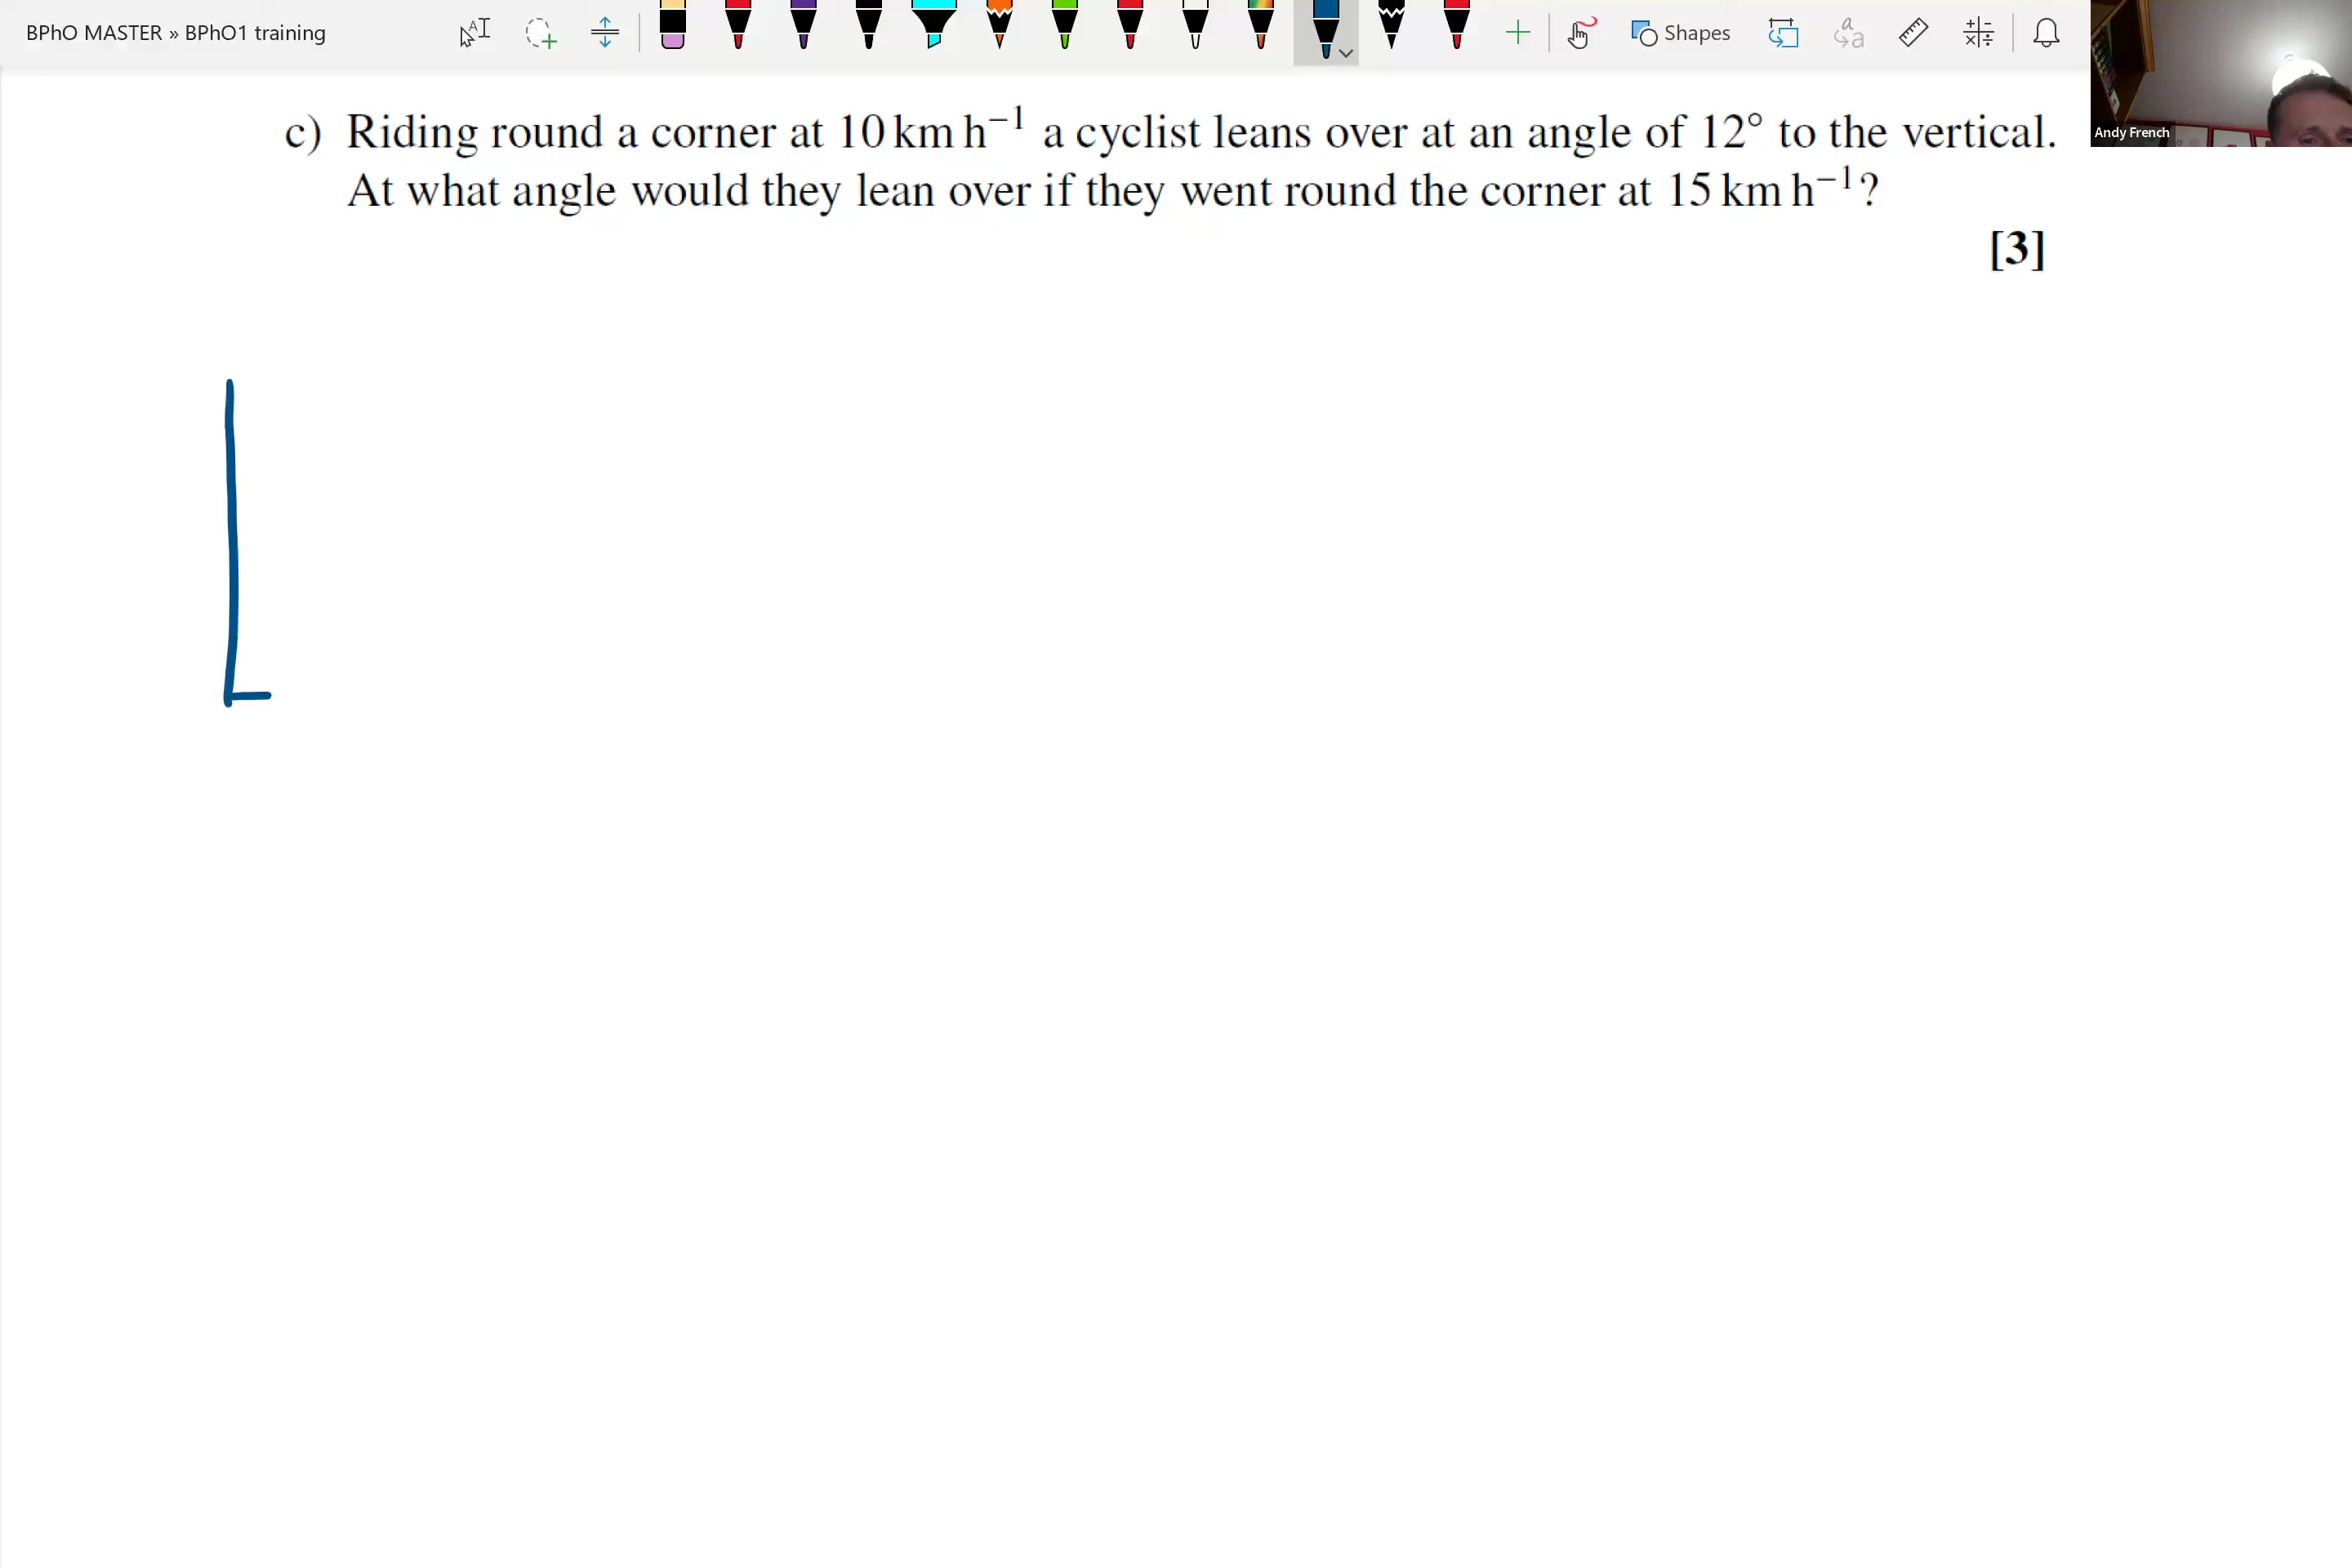 BPhO MASTER » BPhO1 training
Shapes
Andy French
c) Riding round a corner at 10 km h⁻¹ a cyclist leans over at an angle of 12° to the vertical.
At what angle would they lean over if they went round the corner at 15 km h⁻¹?
[3]